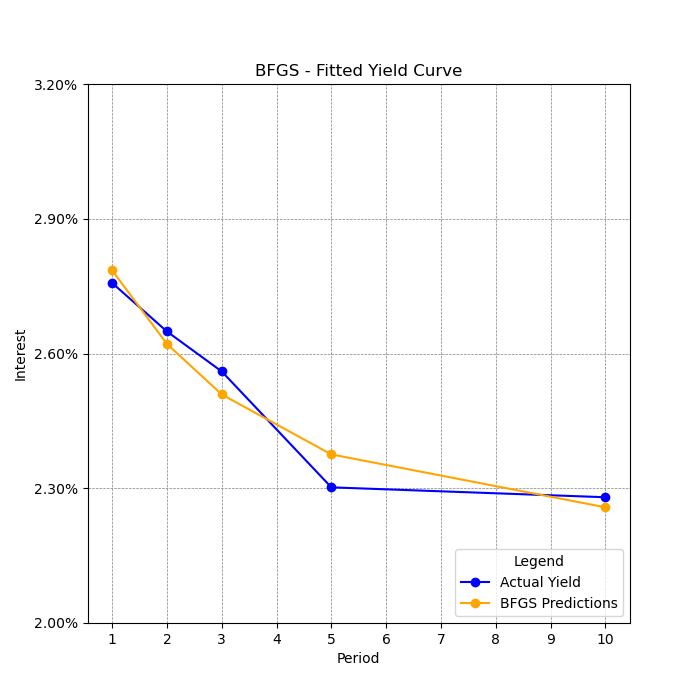 BFGS - Fitted Yield Curve
3.20%
2.90%
2.60%
2.30%
2.00%
Interest
1 2 3 4 5 6 7 8 9 10
Period
Legend
Actual Yield
BFGS Predictions